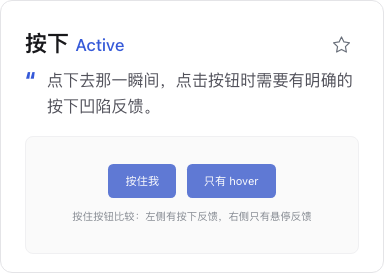 按下 Active
“ 点下去那一瞬间，点击按钮时需要有明确的
按下凹陷反馈。
按住我 只有 hover
按住按钮比较：左侧有按下反馈，右侧只有悬停反馈